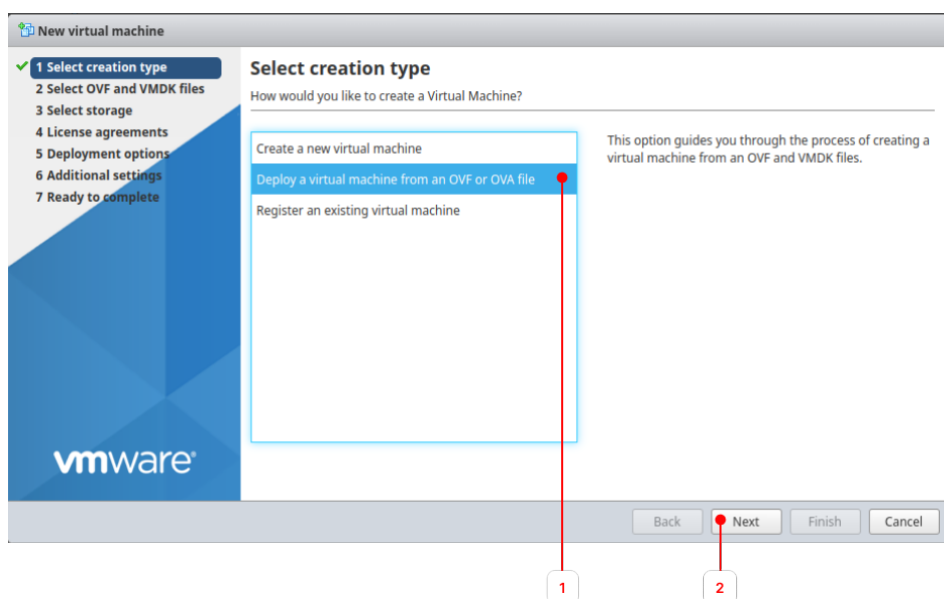 New virtual machine
1 Select creation type
2 Select OVF and VMDK files
3 Select storage
4 License agreements
5 Deployment options
6 Additional settings
7 Ready to complete
vmware®
Select creation type
How would you like to create a Virtual Machine?
Create a new virtual machine
Deploy a virtual machine from an OVF or OVA file
Register an existing virtual machine
This option guides you through the process of creating a
virtual machine from an OVF and VMDK files.
Back Next Finish Cancel
1 2